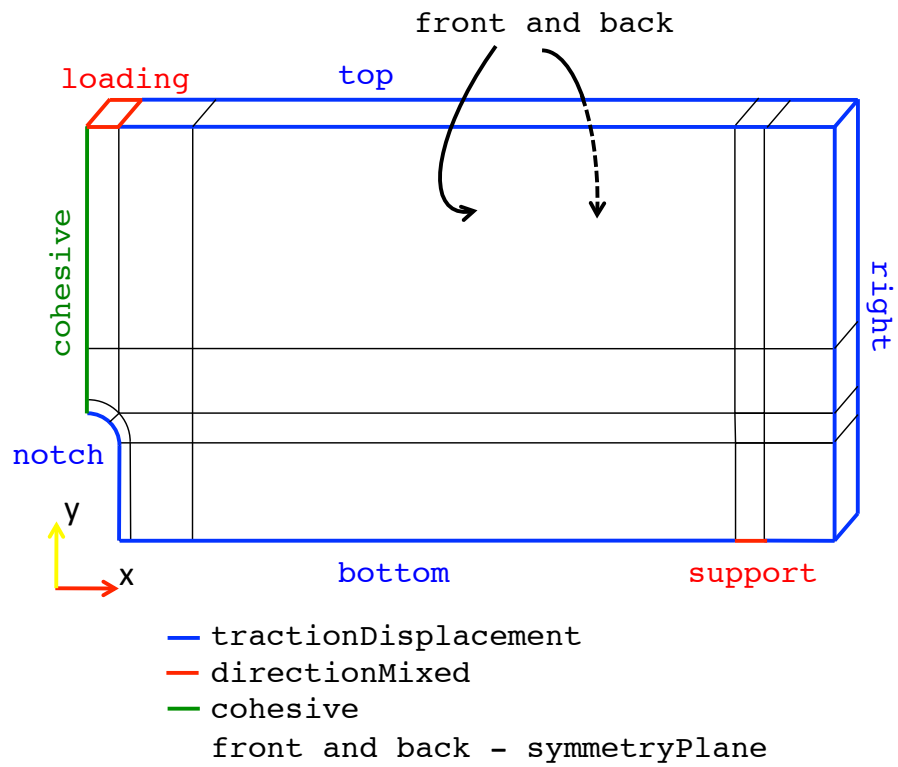 front and back
loading
top
cohesive
right
notch
y
x
bottom
support
tractionDisplacement
directionMixed
cohesive
front and back - symmetryPlane